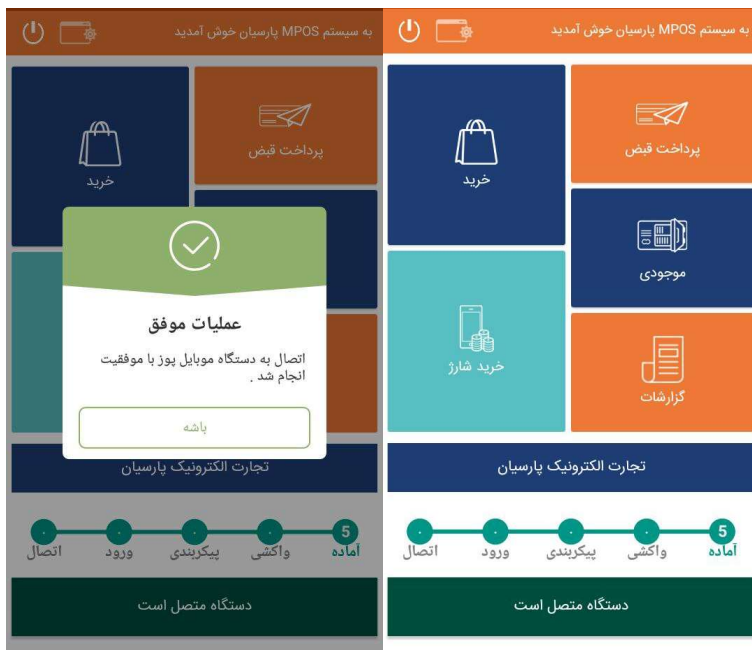 به سیستم MPOS پارسیان خوش آمدید
پرداخت قبض
خرید
عملیات موفق
اتصال به دستگاه موبایل پوز با موفقیت
انجام شد .
باشه
تجارت الکترونیک پارسیان
5
آماده
واکشی
پیکربندی
ورود
اتصال
دستگاه متصل است
به سیستم MPOS پارسیان خوش آمدید
پرداخت قبض
خرید
موجودی
خرید شارژ
گزارشات
تجارت الکترونیک پارسیان
5
آماده
واکشی
پیکربندی
ورود
اتصال
دستگاه متصل است